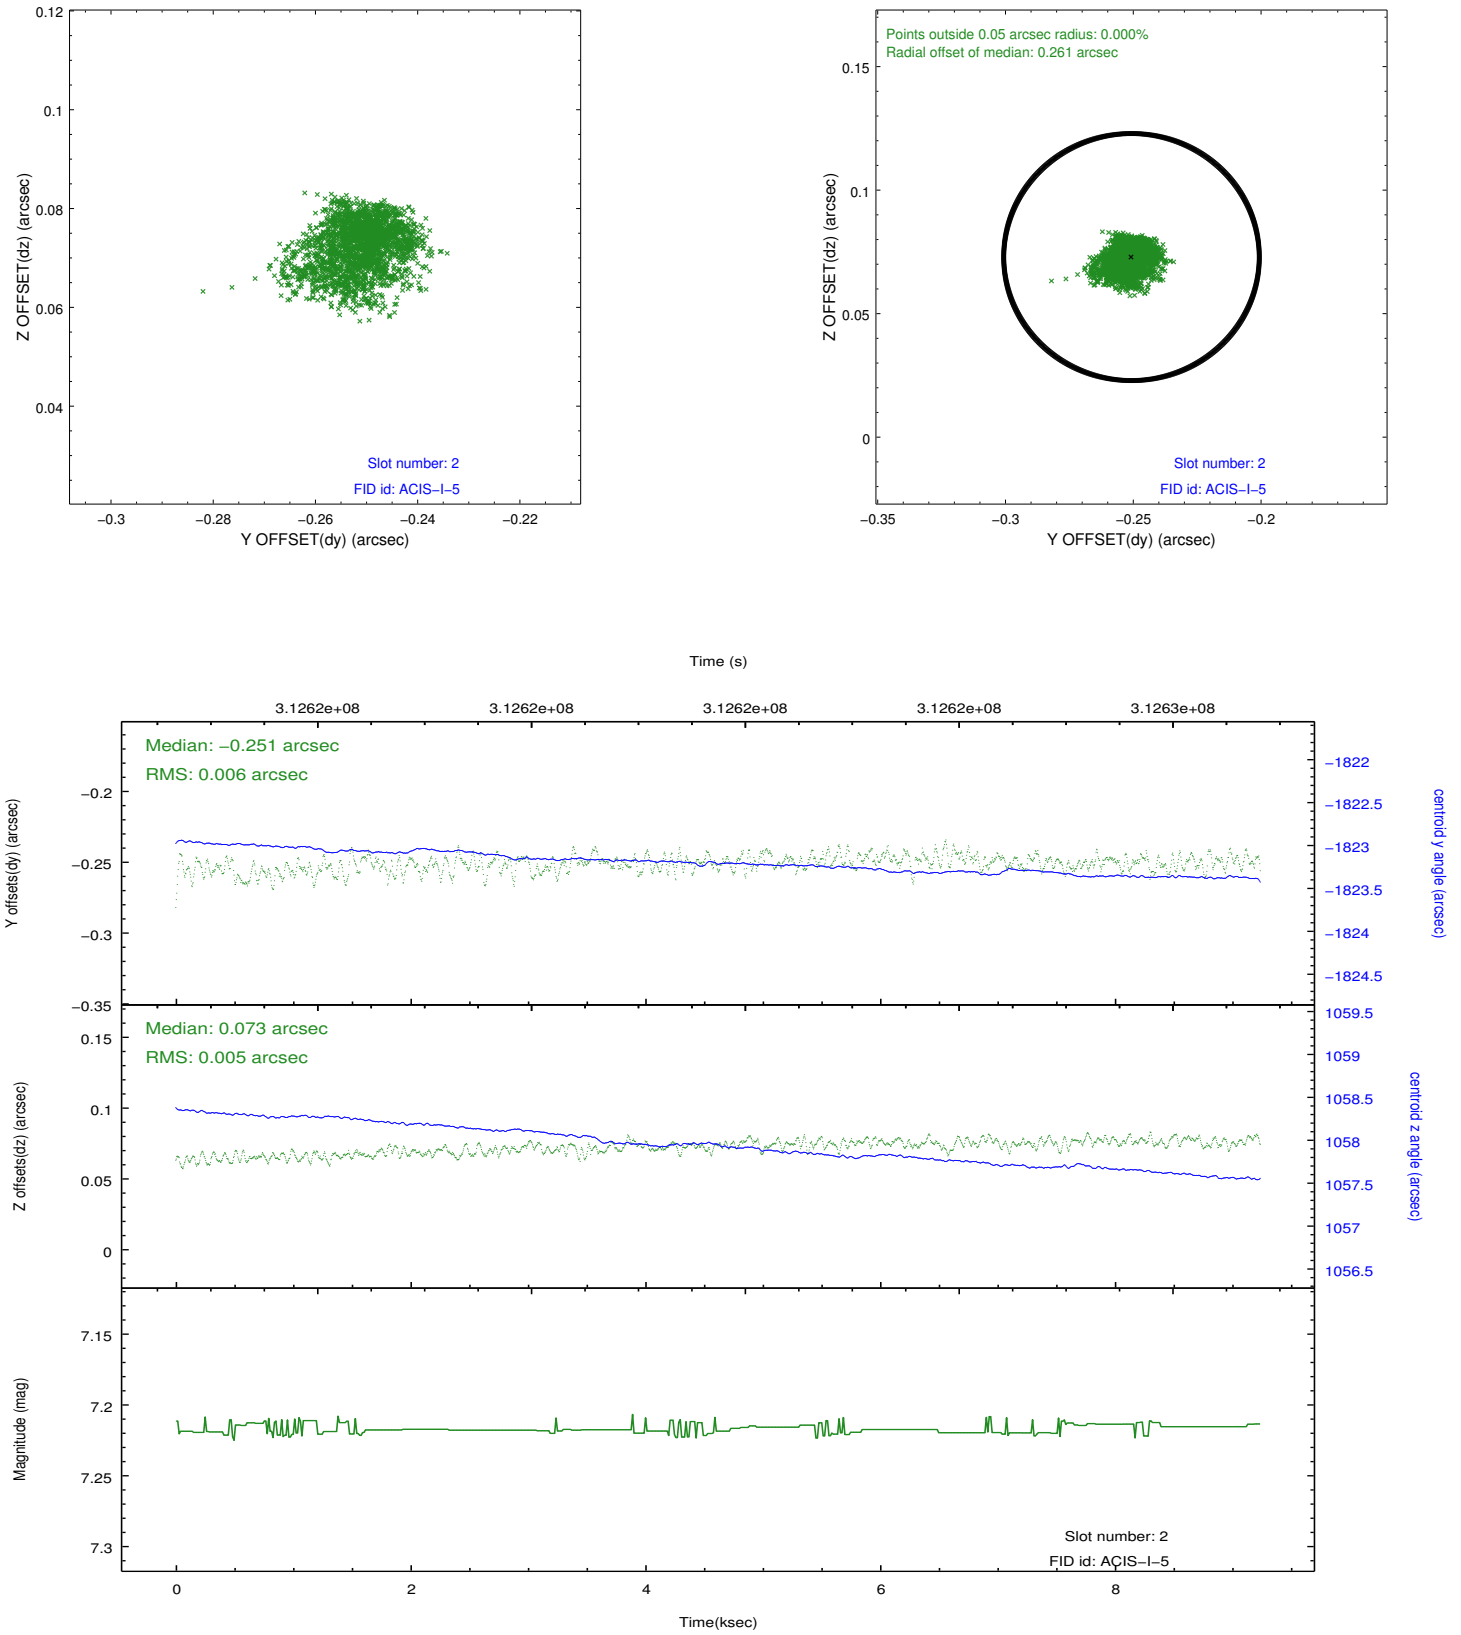 0.12
0.1
0.08
0.06
0.04
Z OFFSET(dz) (arcsec)
Slot number: 2
FID id: ACIS−I−5
−0.3
−0.28
−0.26
−0.24
−0.22
Y OFFSET(dy) (arcsec)
Points outside 0.05 arcsec radius: 0.000%
Radial offset of median: 0.261 arcsec
0.15
0.1
0.05
0
Z OFFSET(dz) (arcsec)
Slot number: 2
FID id: ACIS−I−5
−0.35
−0.3
−0.25
−0.2
Y OFFSET(dy) (arcsec)
Time (s)
3.1262e+08
3.1262e+08
3.1262e+08
3.1262e+08
3.1263e+08
Median: −0.251 arcsec
RMS: 0.006 arcsec
−0.2
−0.25
−0.3
−0.35
Y offsets(dy) (arcsec)
−1822
−1822.5
−1823
−1823.5
−1824
−1824.5
centroid y angle (arcsec)
Median: 0.073 arcsec
RMS: 0.005 arcsec
0.15
0.1
0.05
0
Z offsets(dz) (arcsec)
1059.5
1059
1058.5
1058
1057.5
1057
1056.5
centroid z angle (arcsec)
7.15
7.2
7.25
7.3
Magnitude (mag)
Slot number: 2
FID id: ACIS−I−5
0
2
4
6
8
Time(ksec)